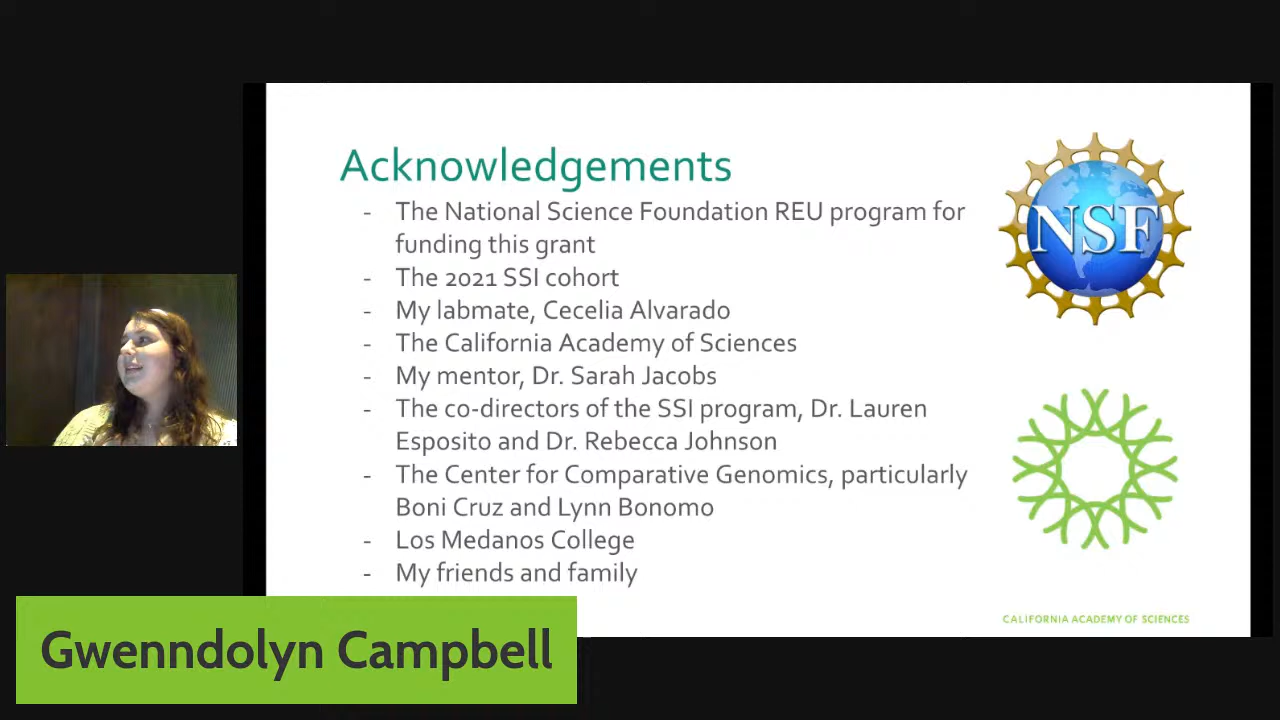 Acknowledgements
- The National Science Foundation REU program for
funding this grant
- The 2021 SSI cohort
- My labmate, Cecelia Alvarado
- The California Academy of Sciences
- My mentor, Dr. Sarah Jacobs
- The co-directors of the SSI program, Dr. Lauren
Esposito and Dr. Rebecca Johnson
- The Center for Comparative Genomics, particularly
Boni Cruz and Lynn Bonomo
- Los Medanos College
- My friends and family
NSF
CALIFORNIA ACADEMY OF SCIENCES
Gwenndolyn Campbell